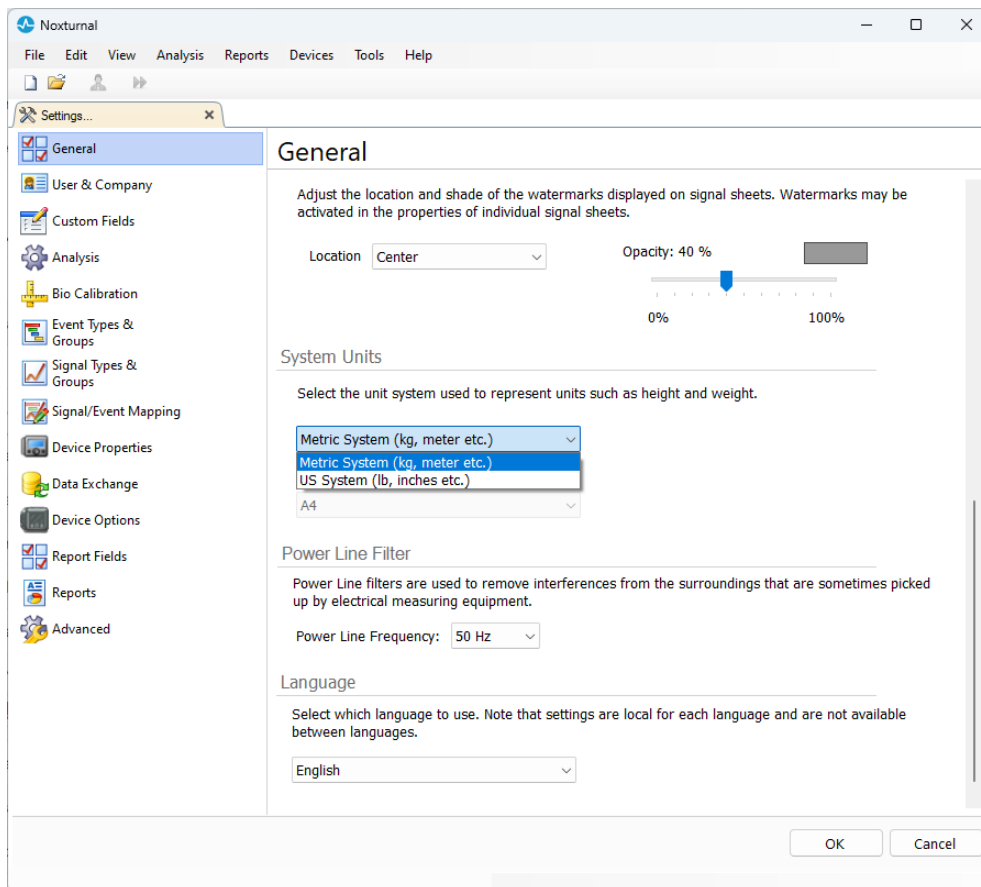 Noxturnal
File Edit View Analysis Reports Devices Tools Help
Settings...
General
User & Company
Custom Fields
Analysis
Bio Calibration
Event Types &
Groups
Signal Types &
Groups
Signal/Event Mapping
Device Properties
Data Exchange
Device Options
Report Fields
Reports
Advanced
General
Adjust the location and shade of the watermarks displayed on signal sheets. Watermarks may be
activated in the properties of individual signal sheets.
Location Center
Opacity: 40 %
0% 100%
System Units
Select the unit system used to represent units such as height and weight.
Metric System (kg, meter etc.)
Metric System (kg, meter etc.)
US System (lb, inches etc.)
A4
Power Line Filter
Power Line filters are used to remove interferences from the surroundings that are sometimes picked
up by electrical measuring equipment.
Power Line Frequency: 50 Hz
Language
Select which language to use. Note that settings are local for each language and are not available
between languages.
English
OK Cancel